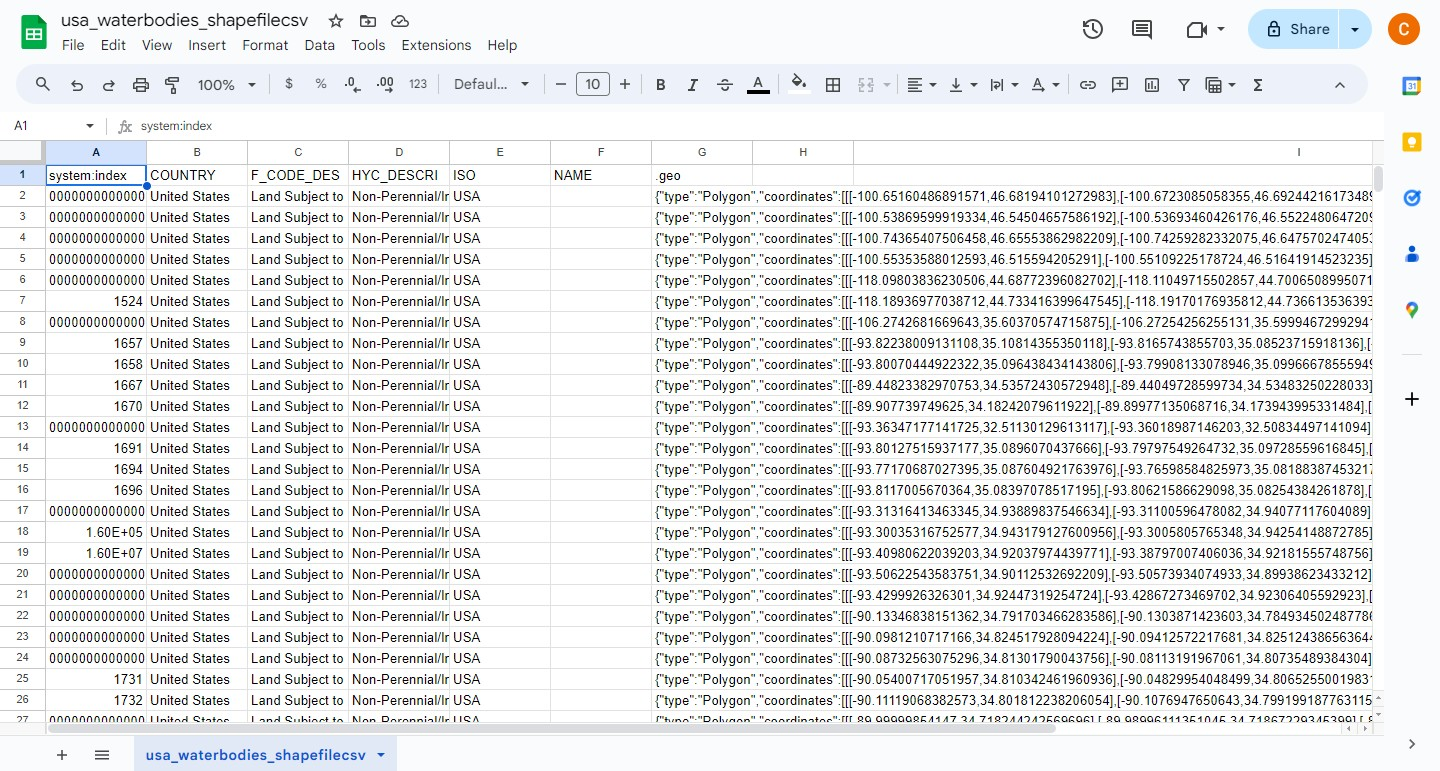 usa_waterbodies_shapefilecsv
File Edit View Insert Format Data Tools Extensions Help
Share
C
100% $ % .0 .00 123 Defaul... 10 B I A
31
A1 fx system:index
A B C D E F G H I
1 system:index COUNTRY F_CODE_DES HYC_DESCRI ISO NAME .geo
2 0000000000000 United States Land Subject to Non-Perennial/Ir USA {"type":"Polygon","coordinates":[[[-100.65160486891571,46.68194101272983],[-100.6723085058355,46.6924421617348
3 0000000000000 United States Land Subject to Non-Perennial/Ir USA {"type":"Polygon","coordinates":[[[-100.53869599919334,46.54504657586192],[-100.53693460426176,46.552248064720
4 0000000000000 United States Land Subject to Non-Perennial/Ir USA {"type":"Polygon","coordinates":[[[-100.74365407506458,46.65553862982209],[-100.74259282332075,46.647570247405
5 0000000000000 United States Land Subject to Non-Perennial/Ir USA {"type":"Polygon","coordinates":[[[-100.55535588012593,46.515594205291],[-100.55109225178724,46.51641914523235]
6 0000000000000 United States Land Subject to Non-Perennial/Ir USA {"type":"Polygon","coordinates":[[[-118.09803836230506,44.68772396082702],[-118.11049715502857,44.700650899507
7 1524 United States Land Subject to Non-Perennial/Ir USA {"type":"Polygon","coordinates":[[[-118.18936977038712,44.733416399647545],[-118.19170176935812,44.736613536393
8 0000000000000 United States Land Subject to Non-Perennial/Ir USA {"type":"Polygon","coordinates":[[[-106.2742681669643,35.60370574715875],[-106.27254256255131,35.5999467299294
9 1657 United States Land Subject to Non-Perennial/Ir USA {"type":"Polygon","coordinates":[[[-93.82238009131108,35.10814355350118],[-93.8165743855703,35.08523715918136],[
10 1658 United States Land Subject to Non-Perennial/Ir USA {"type":"Polygon","coordinates":[[[-93.80070444922322,35.096438434143806],[-93.79908133078946,35.0996667855594
11 1667 United States Land Subject to Non-Perennial/Ir USA {"type":"Polygon","coordinates":[[[-89.44823382970753,34.53572430572948],[-89.44049728599734,34.53483250228033]
12 1670 United States Land Subject to Non-Perennial/Ir USA {"type":"Polygon","coordinates":[[[-89.907739749625,34.18242079611922],[-89.89977135068716,34.173943995331484],[
13 0000000000000 United States Land Subject to Non-Perennial/Ir USA {"type":"Polygon","coordinates":[[[-93.36347177141725,32.51130129613117],[-93.36018987146203,32.50834497141094]
14 1691 United States Land Subject to Non-Perennial/Ir USA {"type":"Polygon","coordinates":[[[-93.80127515937177,35.08960704376666],[-93.79797549264732,35.09728559616845],[
15 1694 United States Land Subject to Non-Perennial/Ir USA {"type":"Polygon","coordinates":[[[-93.77170687027395,35.087604921763976],[-93.76598584825973,35.0818838745321
16 1696 United States Land Subject to Non-Perennial/Ir USA {"type":"Polygon","coordinates":[[[-93.8117005670364,35.08397078517195],[-93.80621586629098,35.08254384261878],[
17 0000000000000 United States Land Subject to Non-Perennial/Ir USA {"type":"Polygon","coordinates":[[[-93.31316413463345,34.93889837546634],[-93.31100596478082,34.94077117604089]
18 1.60E+05 United States Land Subject to Non-Perennial/Ir USA {"type":"Polygon","coordinates":[[[-93.30035316752577,34.943179127600956],[-93.3005805765348,34.94254148872785]
19 1.60E+07 United States Land Subject to Non-Perennial/Ir USA {"type":"Polygon","coordinates":[[[-93.40980622039203,34.92037974439771],[-93.38797007406036,34.92181555748756]
20 0000000000000 United States Land Subject to Non-Perennial/Ir USA {"type":"Polygon","coordinates":[[[-93.50622543583751,34.90112532692209],[-93.50573934074933,34.89938623433212]
21 0000000000000 United States Land Subject to Non-Perennial/Ir USA {"type":"Polygon","coordinates":[[[-93.4299926326301,34.92447319254724],[-93.42867273469702,34.92306405592923],[
22 0000000000000 United States Land Subject to Non-Perennial/Ir USA {"type":"Polygon","coordinates":[[[-90.13346838151362,34.791703466283586],[-90.1303871423603,34.784934502487786
23 0000000000000 United States Land Subject to Non-Perennial/Ir USA {"type":"Polygon","coordinates":[[[-90.0981210717166,34.824517928094224],[-90.09412572217681,34.82512438656364
24 0000000000000 United States Land Subject to Non-Perennial/Ir USA {"type":"Polygon","coordinates":[[[-90.08732563075296,34.81301790043756],[-90.08113191967061,34.80735489384304]
25 1731 United States Land Subject to Non-Perennial/Ir USA {"type":"Polygon","coordinates":[[[-90.05400717051957,34.810342461960936],[-90.04829954048499,34.8065255001983
26 1732 United States Land Subject to Non-Perennial/Ir USA {"type":"Polygon","coordinates":[[[-90.11119068382573,34.801812238206054],[-90.1076947650643,34.799199187763115
27 0000000000000 United States Land Subject to Non-Perennial/Ir USA
usa_waterbodies_shapefilecsv